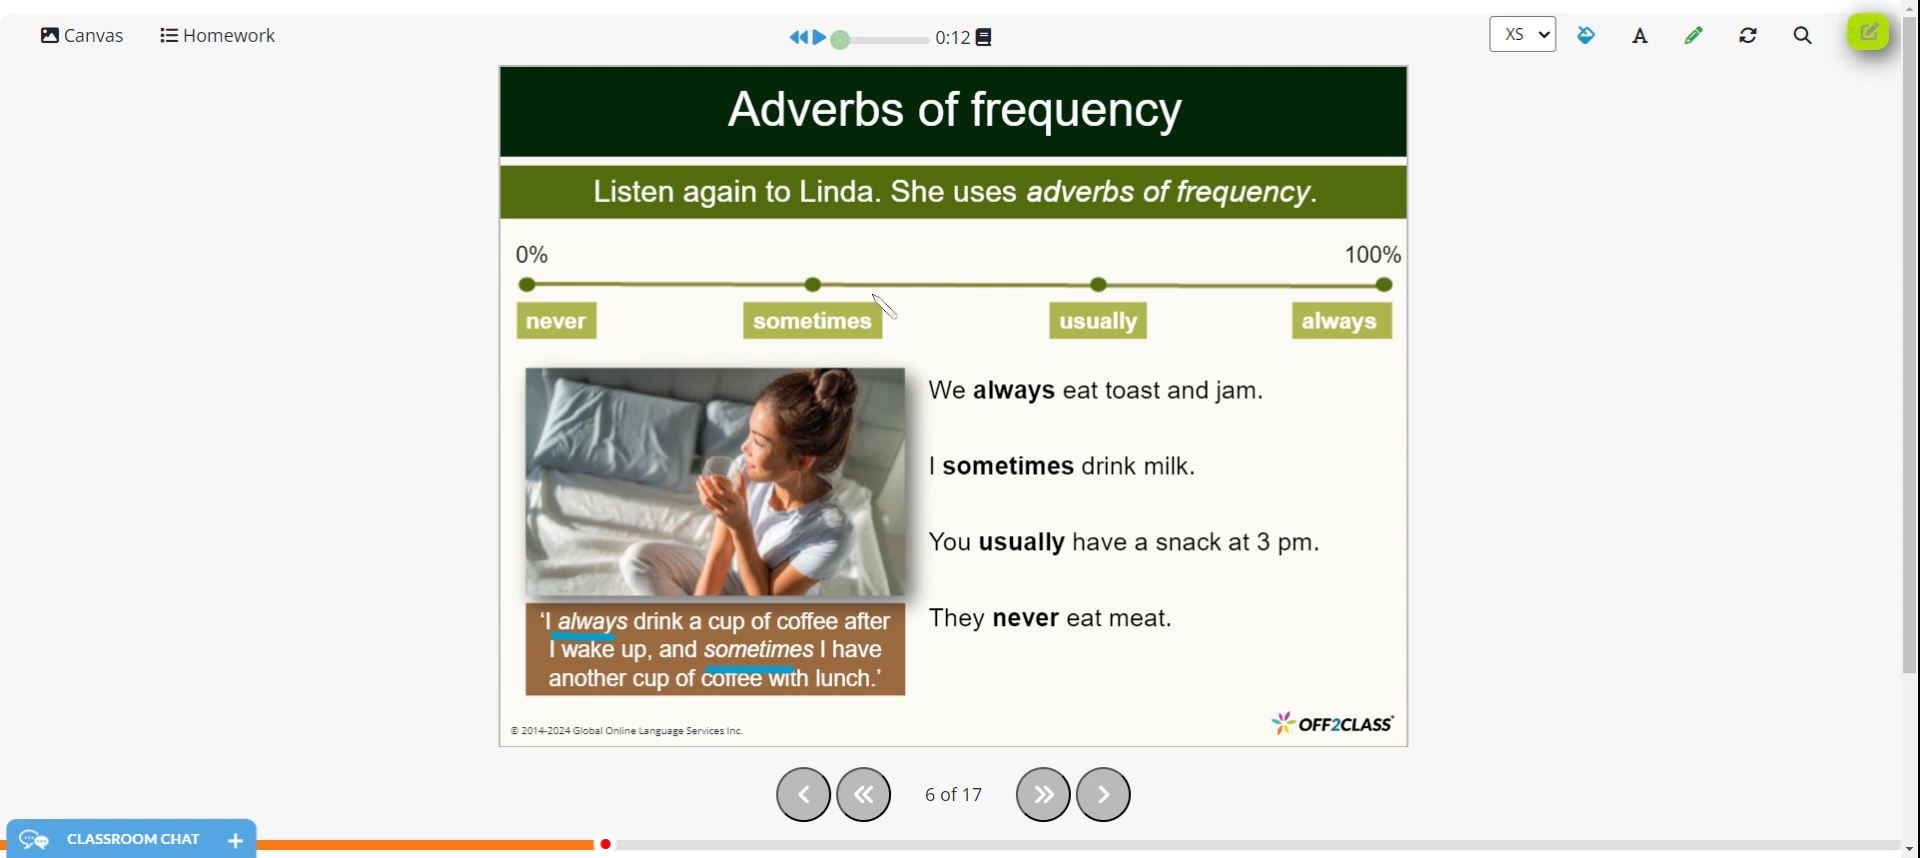 Canvas
Homework
0:12
XS
Adverbs of frequency
Listen again to Linda. She uses adverbs of frequency.
0%
100%
never
sometimes
usually
always
We always eat toast and jam.
I sometimes drink milk.
You usually have a snack at 3 pm.
They never eat meat.
‘I always drink a cup of coffee after
I wake up, and sometimes I have
another cup of coffee with lunch.’
© 2014-2024 Global Online Language Services Inc.
OFF2CLASS
6 of 17
CLASSROOM CHAT +